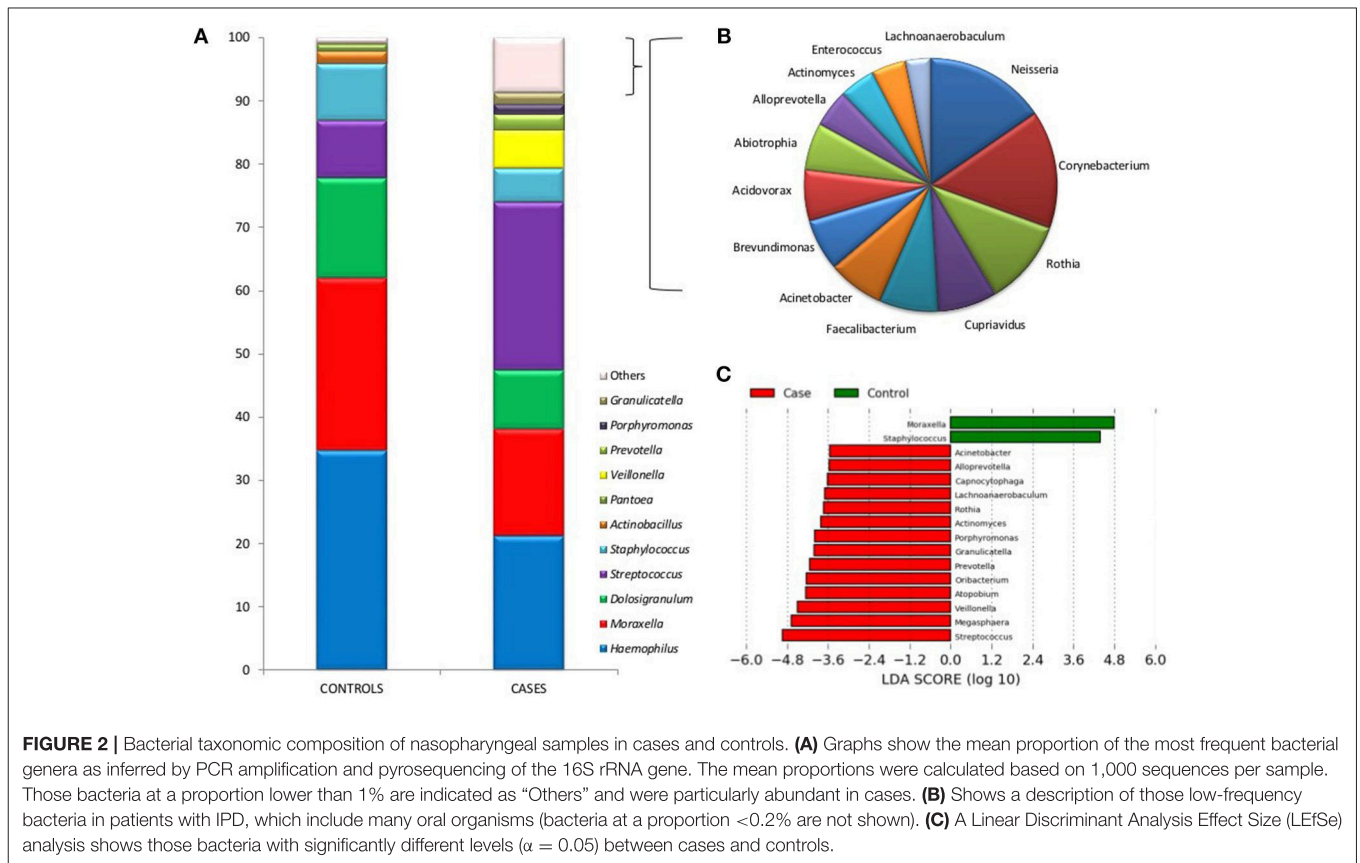 A
100
90
80
70
60
50
40
30
20
10
0
CONTROLS
CASES
Others
Granulicatella
Porphyromonas
Prevotella
Veillonella
Pantoea
Actinobacillus
Staphylococcus
Streptococcus
Dolosigranulum
Moraxella
Haemophilus
B
Lachnoanaerobaculum
Enterococcus
Neisseria
Actinomyces
Alloprevotella
Abiotrophia
Corynebacterium
Acidovorax
Brevundimonas
Rothia
Acinetobacter
Faecalibacterium
Cupriavidus
C
Case
Control
Moraxella
Staphylococcus
Acinetobacter
Alloprevotella
Capnocytophaga
Lachnoanaerobaculum
Rothia
Actinomyces
Porphyromonas
Granulicatella
Prevotella
Oribacterium
Atopobium
Veillonella
Megasphaera
Streptococcus
−6.0 −4.8 −3.6 −2.4 −1.2 0.0 1.2 2.4 3.6 4.8 6.0
LDA SCORE (log 10)
FIGURE 2 | Bacterial taxonomic composition of nasopharyngeal samples in cases and controls. (A) Graphs show the mean proportion of the most frequent bacterial
genera as inferred by PCR amplification and pyrosequencing of the 16S rRNA gene. The mean proportions were calculated based on 1,000 sequences per sample.
Those bacteria at a proportion lower than 1% are indicated as “Others” and were particularly abundant in cases. (B) Shows a description of those low-frequency
bacteria in patients with IPD, which include many oral organisms (bacteria at a proportion <0.2% are not shown). (C) A Linear Discriminant Analysis Effect Size (LEfSe)
analysis shows those bacteria with significantly different levels (α = 0.05) between cases and controls.